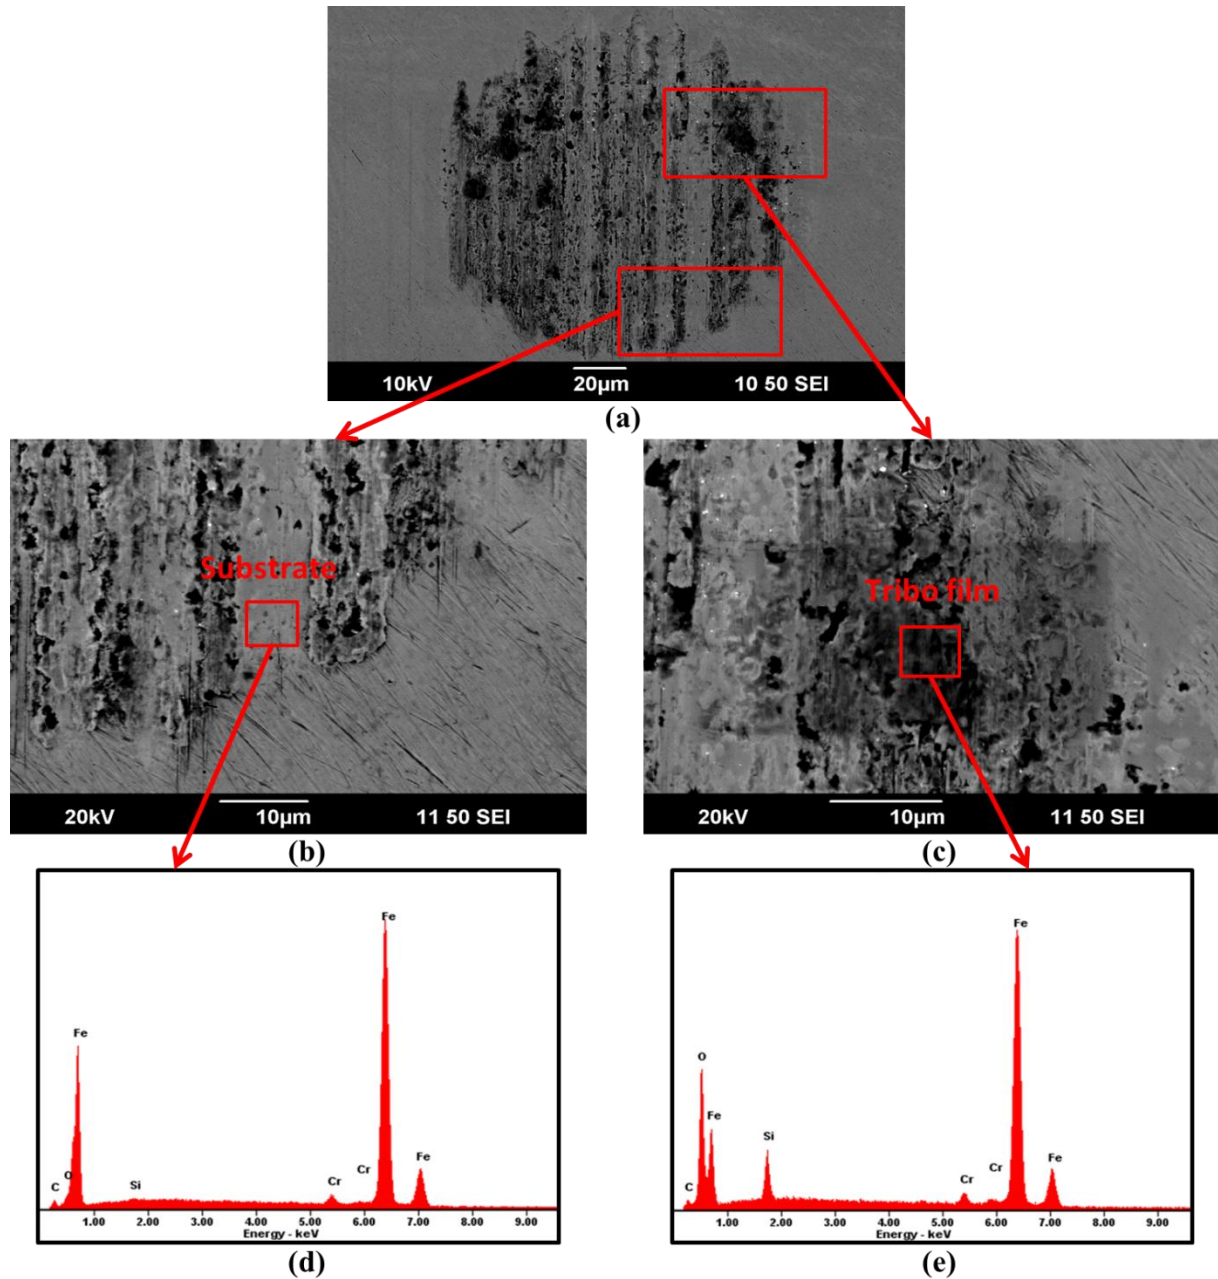 10kV 20μm 10 50 SEI
(a)
Substrate
20kV 10μm 11 50 SEI
(b)
Tribo film
20kV 10μm 11 50 SEI
(c)
Fe
Fe
Cr
Fe
Cr
O
C
Si
1.00 2.00 3.00 4.00 5.00 6.00 7.00 8.00 9.00
Energy - keV
(d)
Fe
O
Fe
Si
Cr
Fe
Cr
C
1.00 2.00 3.00 4.00 5.00 6.00 7.00 8.00 9.00
Energy - keV
(e)